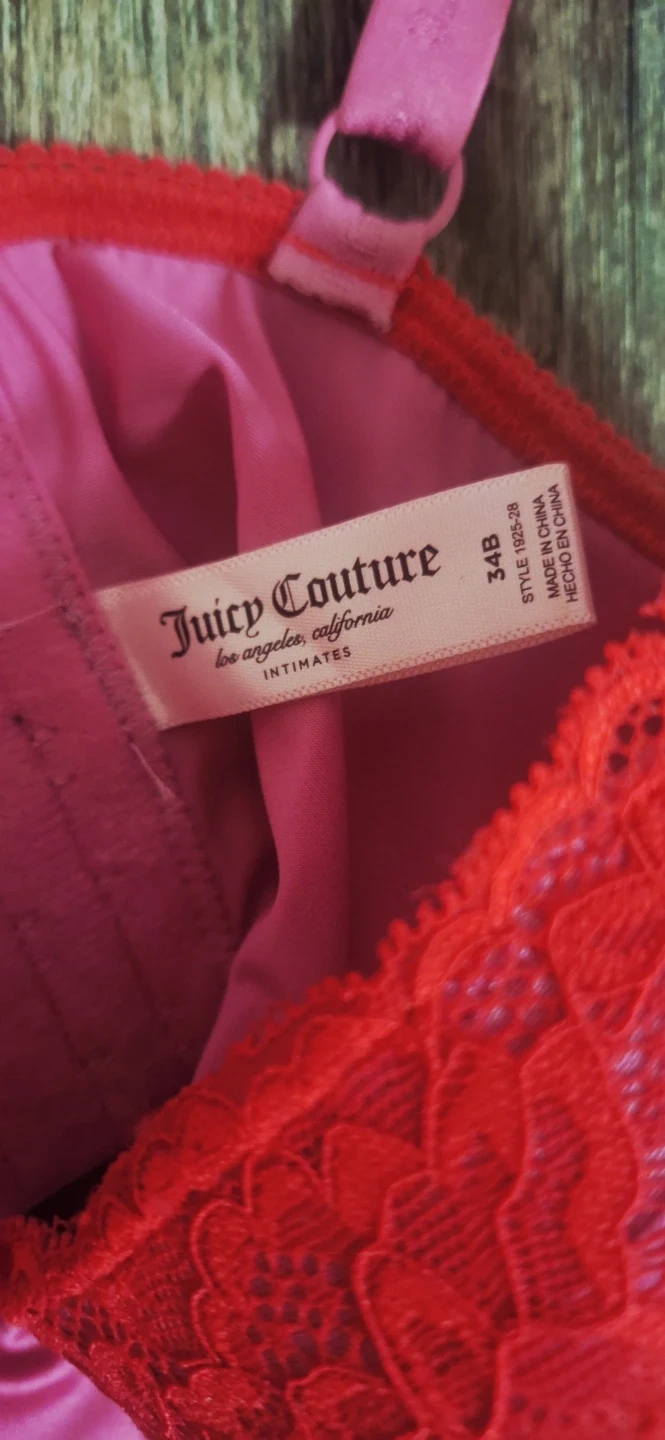 Juicy Couture
los angeles, california
INTIMATES
34B
STYLE 1925-28
MADE IN CHINA
HECHO EN CHINA